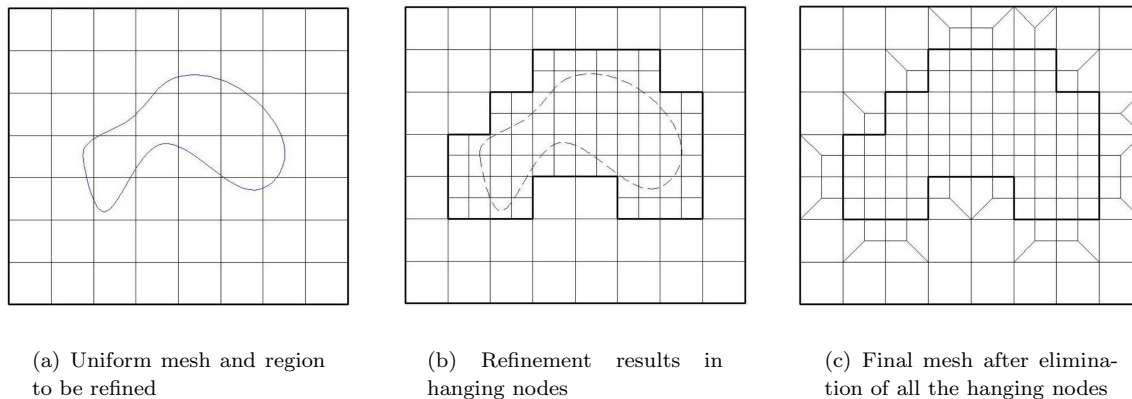 (a) Uniform mesh and region
to be refined
(b) Refinement results in
hanging nodes
(c) Final mesh after elimina-
tion of all the hanging nodes